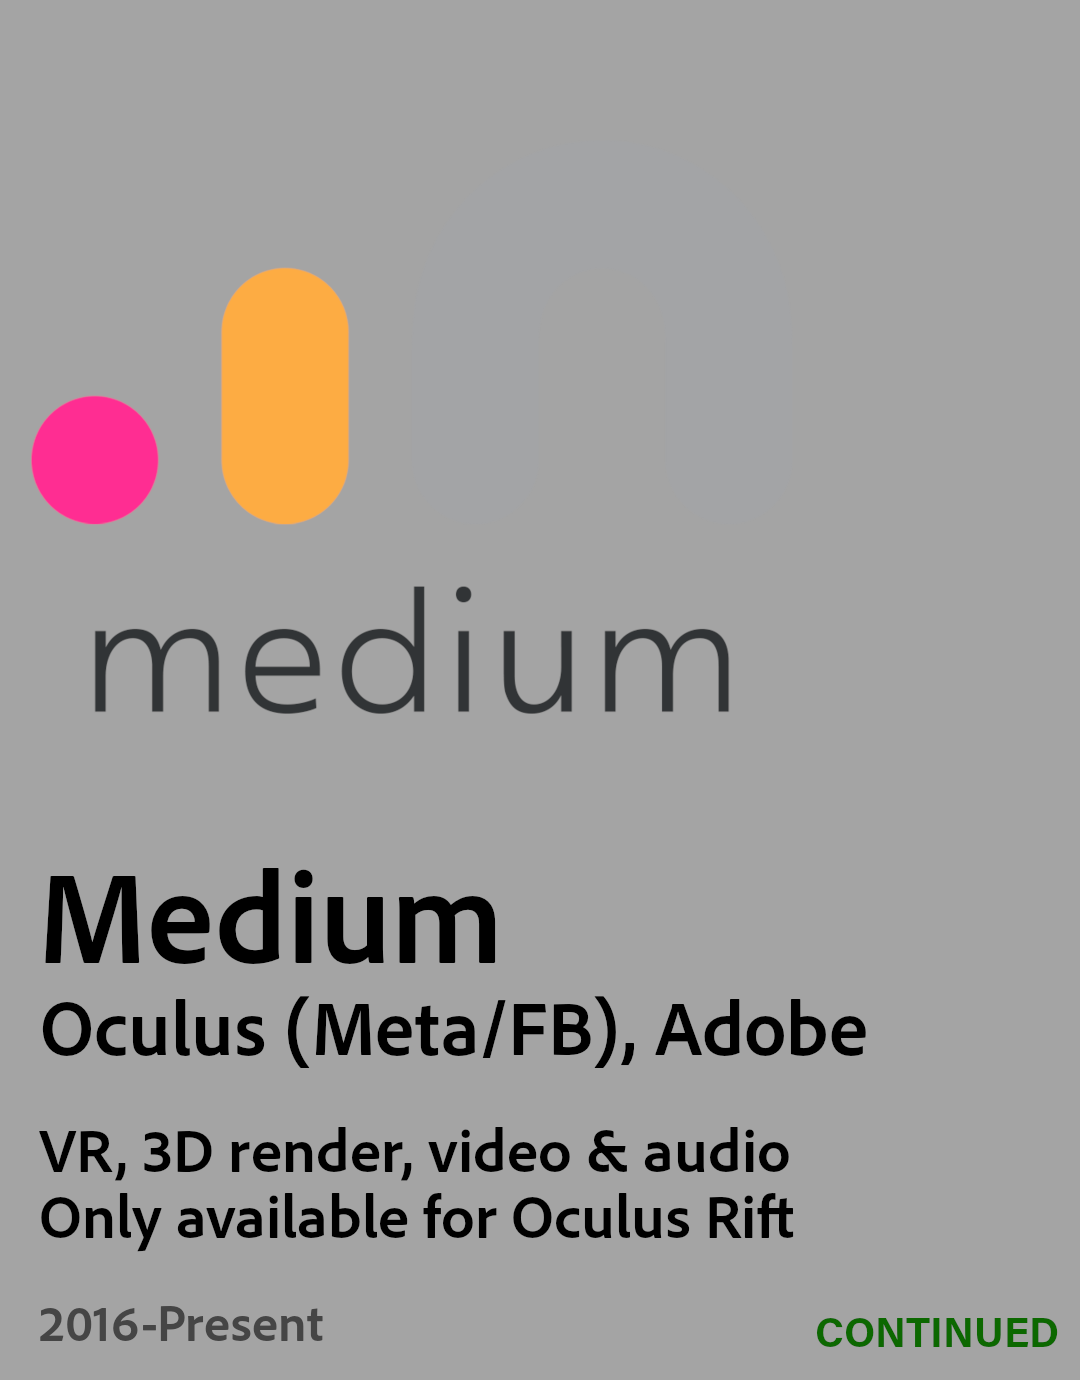 medium
Medium
Oculus (Meta/FB), Adobe
VR, 3D render, video & audio
Only available for Oculus Rift
2016-Present
CONTINUED